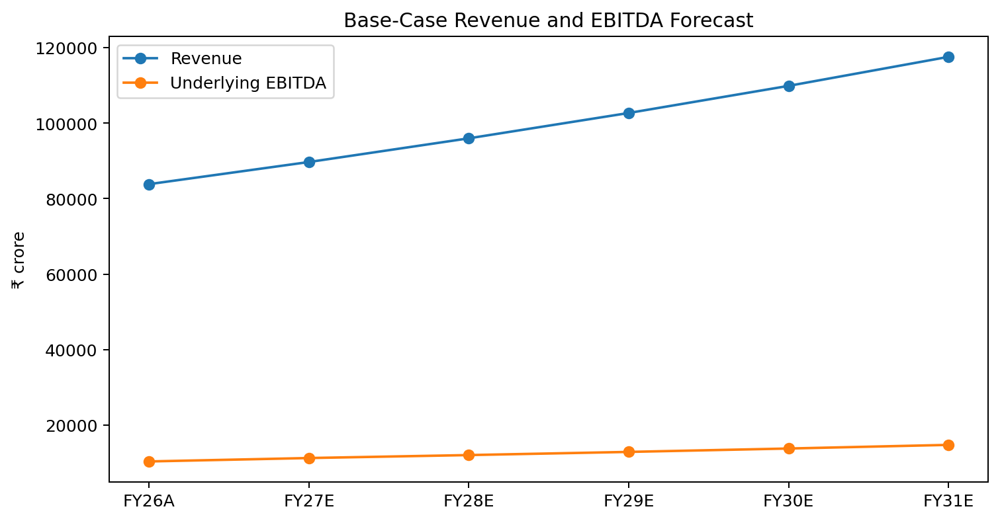 Base-Case Revenue and EBITDA Forecast
Revenue
Underlying EBITDA
120000
100000
80000
60000
40000
20000
₹ crore
FY26A
FY27E
FY28E
FY29E
FY30E
FY31E